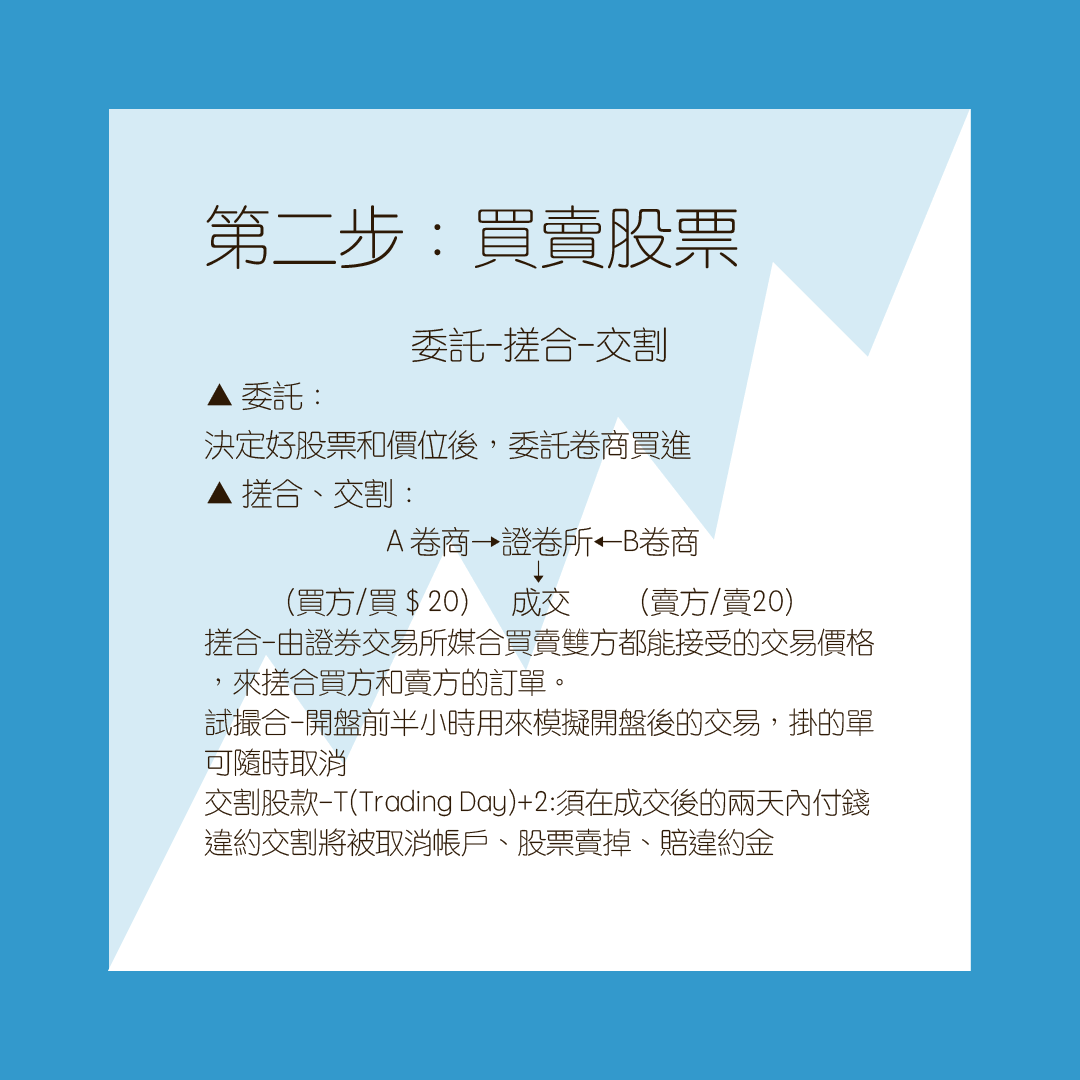 第二步：買賣股票
委託-搓合-交割
▲ 委託：
決定好股票和價位後，委託卷商買進
▲ 搓合、交割：
A 卷商→證卷所←B卷商
↓
(買方/買 $ 20) 成交 (賣方/賣20)
搓合-由證券交易所媒合買賣雙方都能接受的交易價格
，來搓合買方和賣方的訂單。
試撮合-開盤前半小時用來模擬開盤後的交易，掛的單
可隨時取消
交割股款-T(Trading Day)+2:須在成交後的兩天內付錢
違約交割將被取消帳戶、股票賣掉、賠違約金